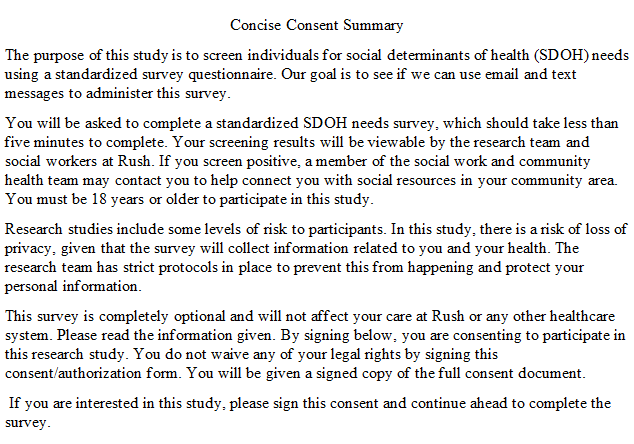 Concise Consent Summary
The purpose of this study is to screen individuals for social determinants of health (SDOH) needs
using a standardized survey questionnaire. Our goal is to see if we can use email and text
messages to administer this survey.
You will be asked to complete a standardized SDOH needs survey, which should take less than
five minutes to complete. Your screening results will be viewable by the research team and
social workers at Rush. If you screen positive, a member of the social work and community
health team may contact you to help connect you with social resources in your community area.
You must be 18 years or older to participate in this study.
Research studies include some levels of risk to participants. In this study, there is a risk of loss of
privacy, given that the survey will collect information related to you and your health. The
research team has strict protocols in place to prevent this from happening and protect your
personal information.
This survey is completely optional and will not affect your care at Rush or any other healthcare
system. Please read the information given. By signing below, you are consenting to participate in
this research study. You do not waive any of your legal rights by signing this
consent/authorization form. You will be given a signed copy of the full consent document.
If you are interested in this study, please sign this consent and continue ahead to complete the
survey.